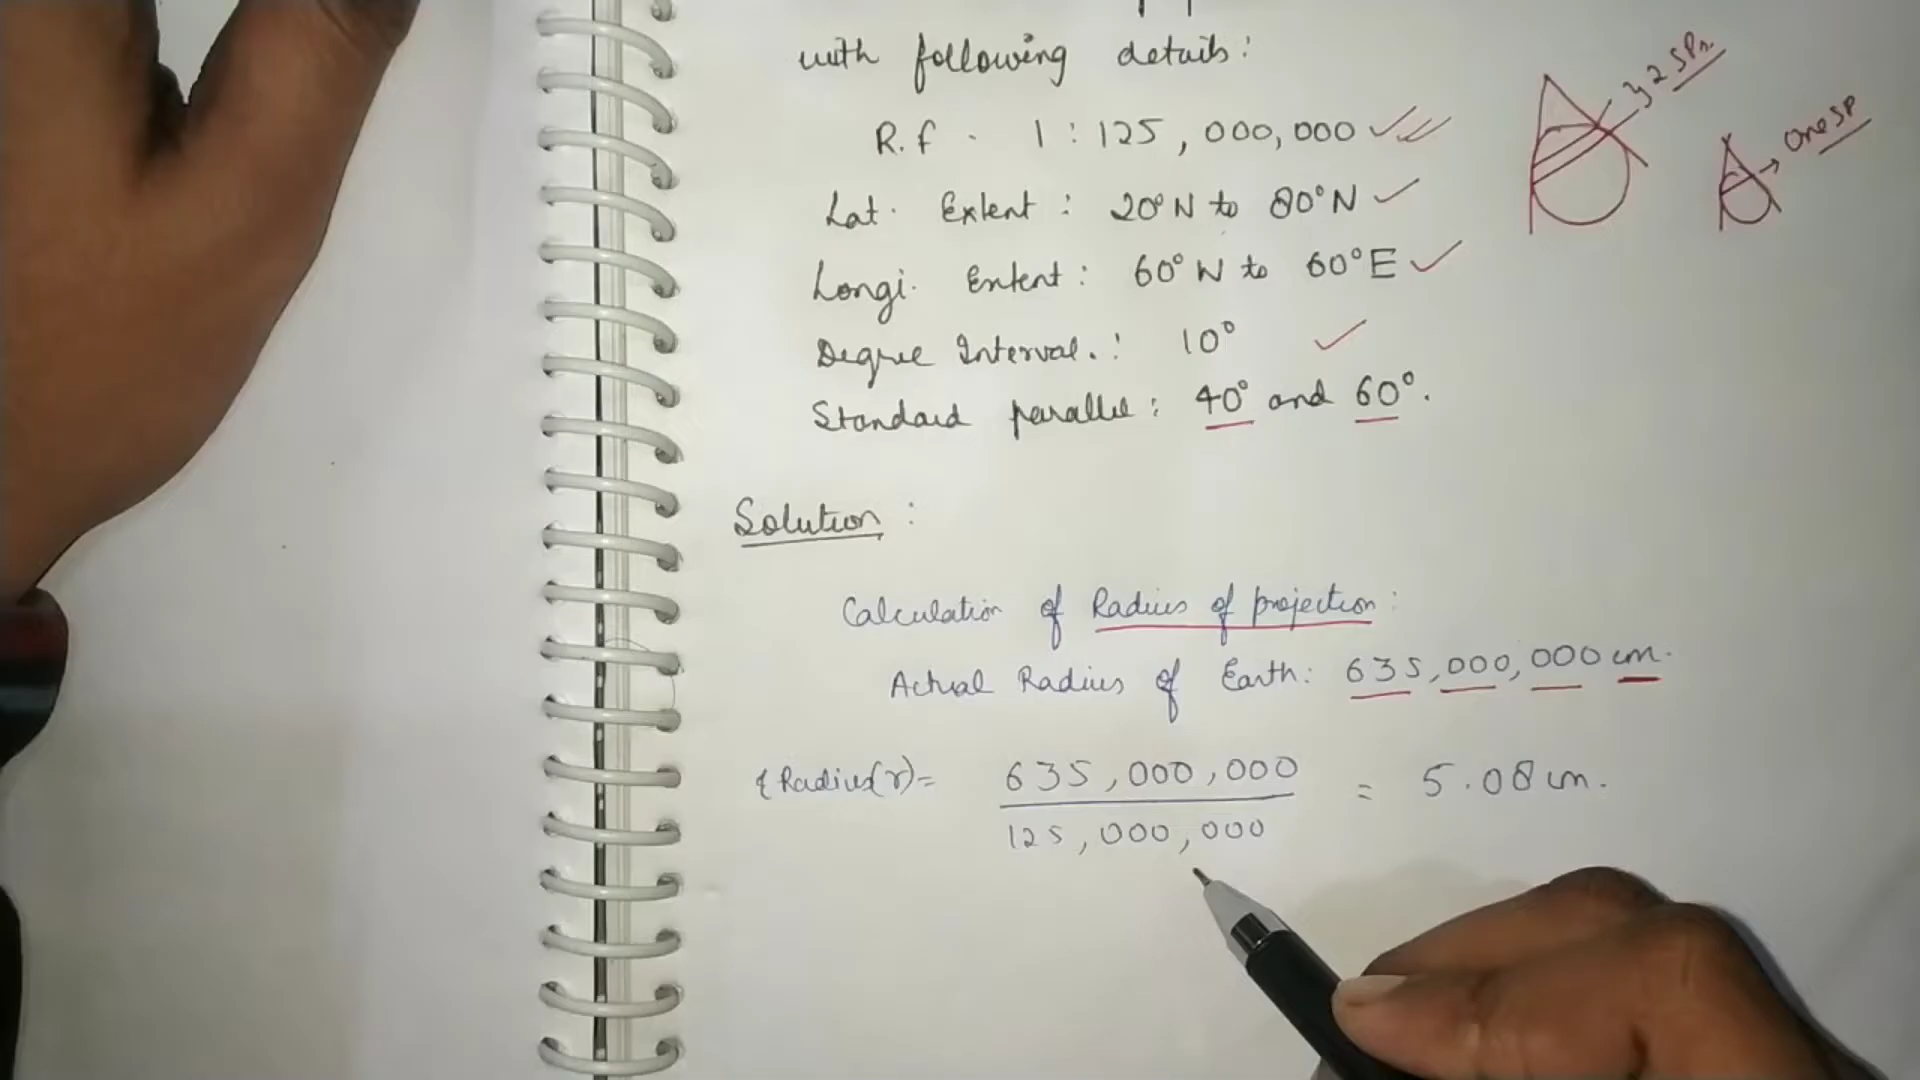 with following details:
R.f - 1 : 125, 000,000
Lat. Extent : 20°N to 80°N
Longi. Extent : 60° W to 60°E
Degree Interval. : 10°
Standard parallel : 40° and 60°.
2 SPs
One SP
Solution :
Calculation of Radius of projection:
Actual Radius of Earth: 635,000,000 cm.
Radius(r) = 635,000,000 / 125,000,000 = 5.08 cm.